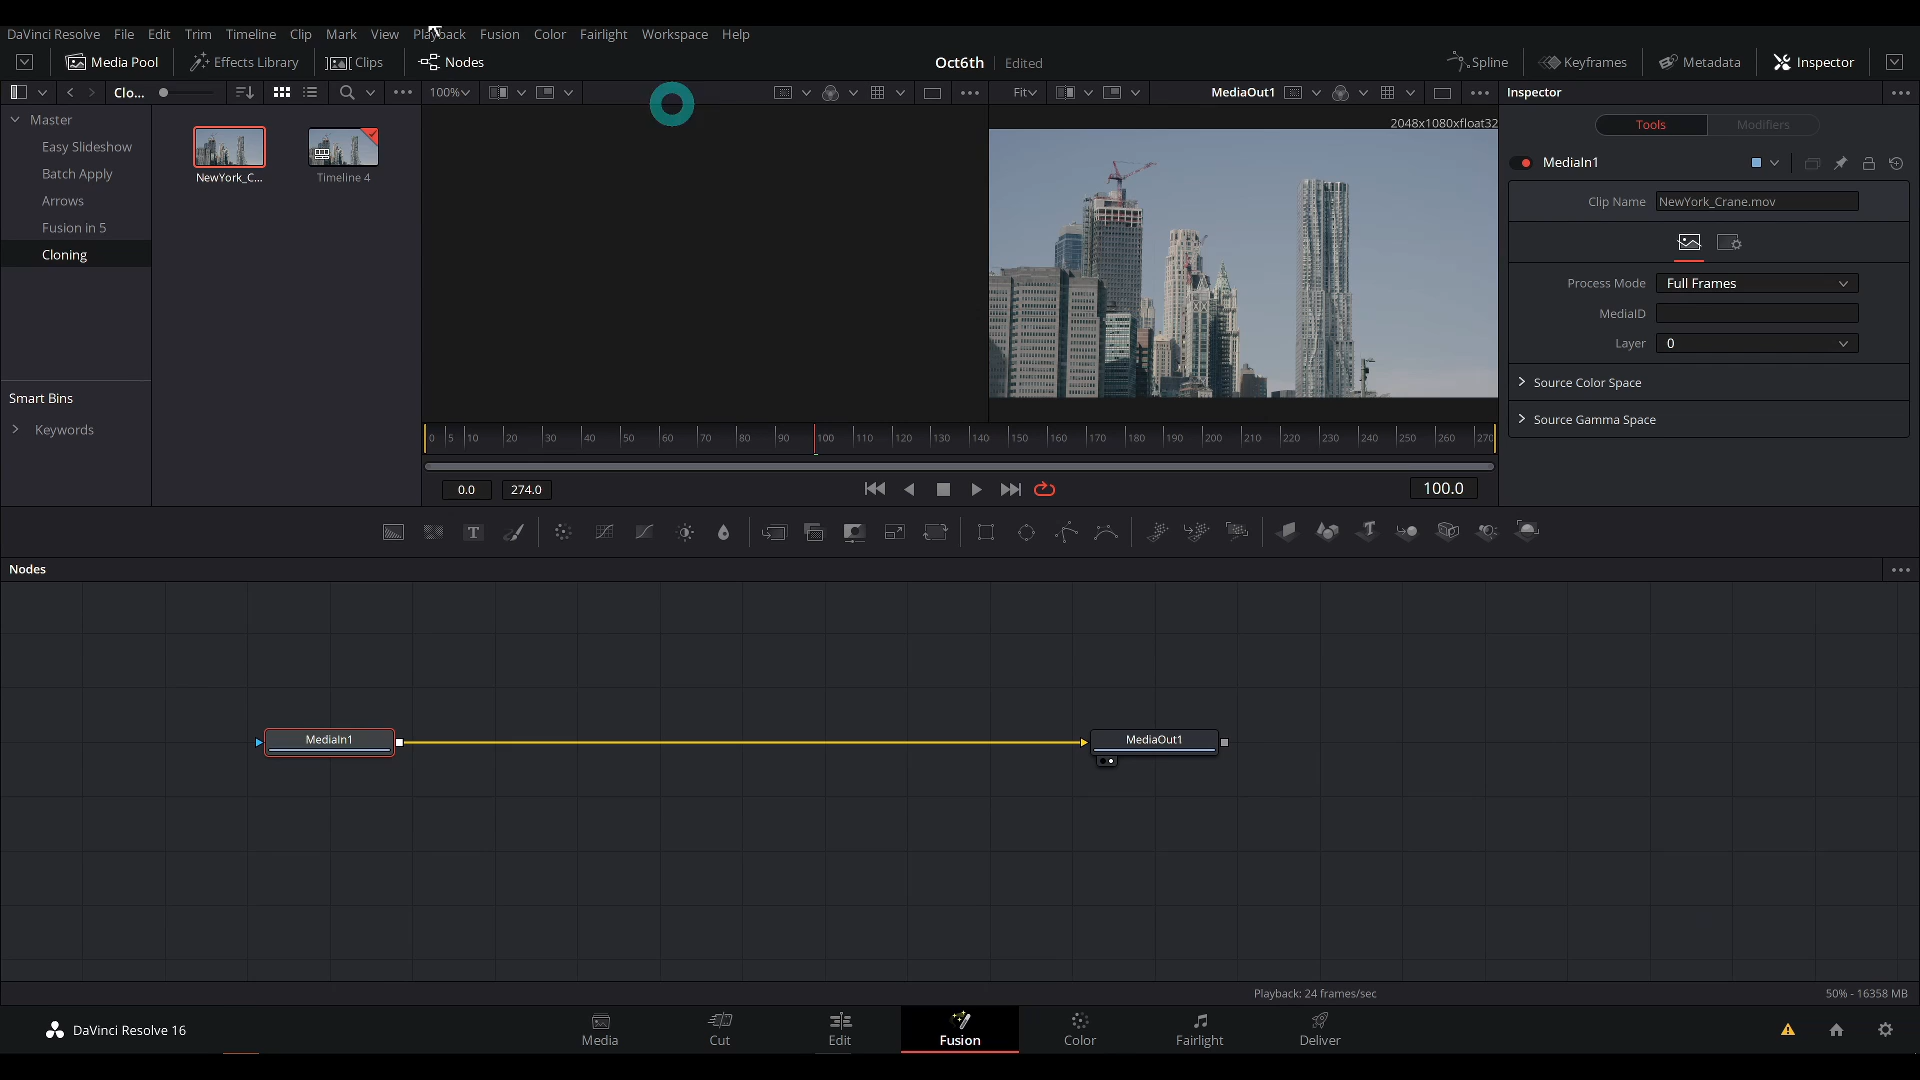 DaVinci Resolve File Edit Trim Timeline Clip Mark View Playback Fusion Color Fairlight Workspace Help
Media Pool Effects Library Clips Nodes Oct6th Edited Spline Keyframes Metadata Inspector
Clo... 100% Fit MediaOut1 Inspector
2048x1080xfloat32
Master
Easy Slideshow
Batch Apply
Arrows
Fusion in 5
Cloning
NewYork_C... Timeline 4
Smart Bins
Keywords
Tools Modifiers
MediaIn1
Clip Name NewYork_Crane.mov
Process Mode Full Frames
MediaID
Layer 0
Source Color Space
Source Gamma Space
0 5 10 20 30 40 50 60 70 80 90 100 110 120 130 140 150 160 170 180 190 200 210 220 230 240 250 260 270
0.0 274.0 100.0
T T
Nodes
MediaIn1 MediaOut1
Playback: 24 frames/sec 50% - 16358 MB
DaVinci Resolve 16 Media Cut Edit Fusion Color Fairlight Deliver